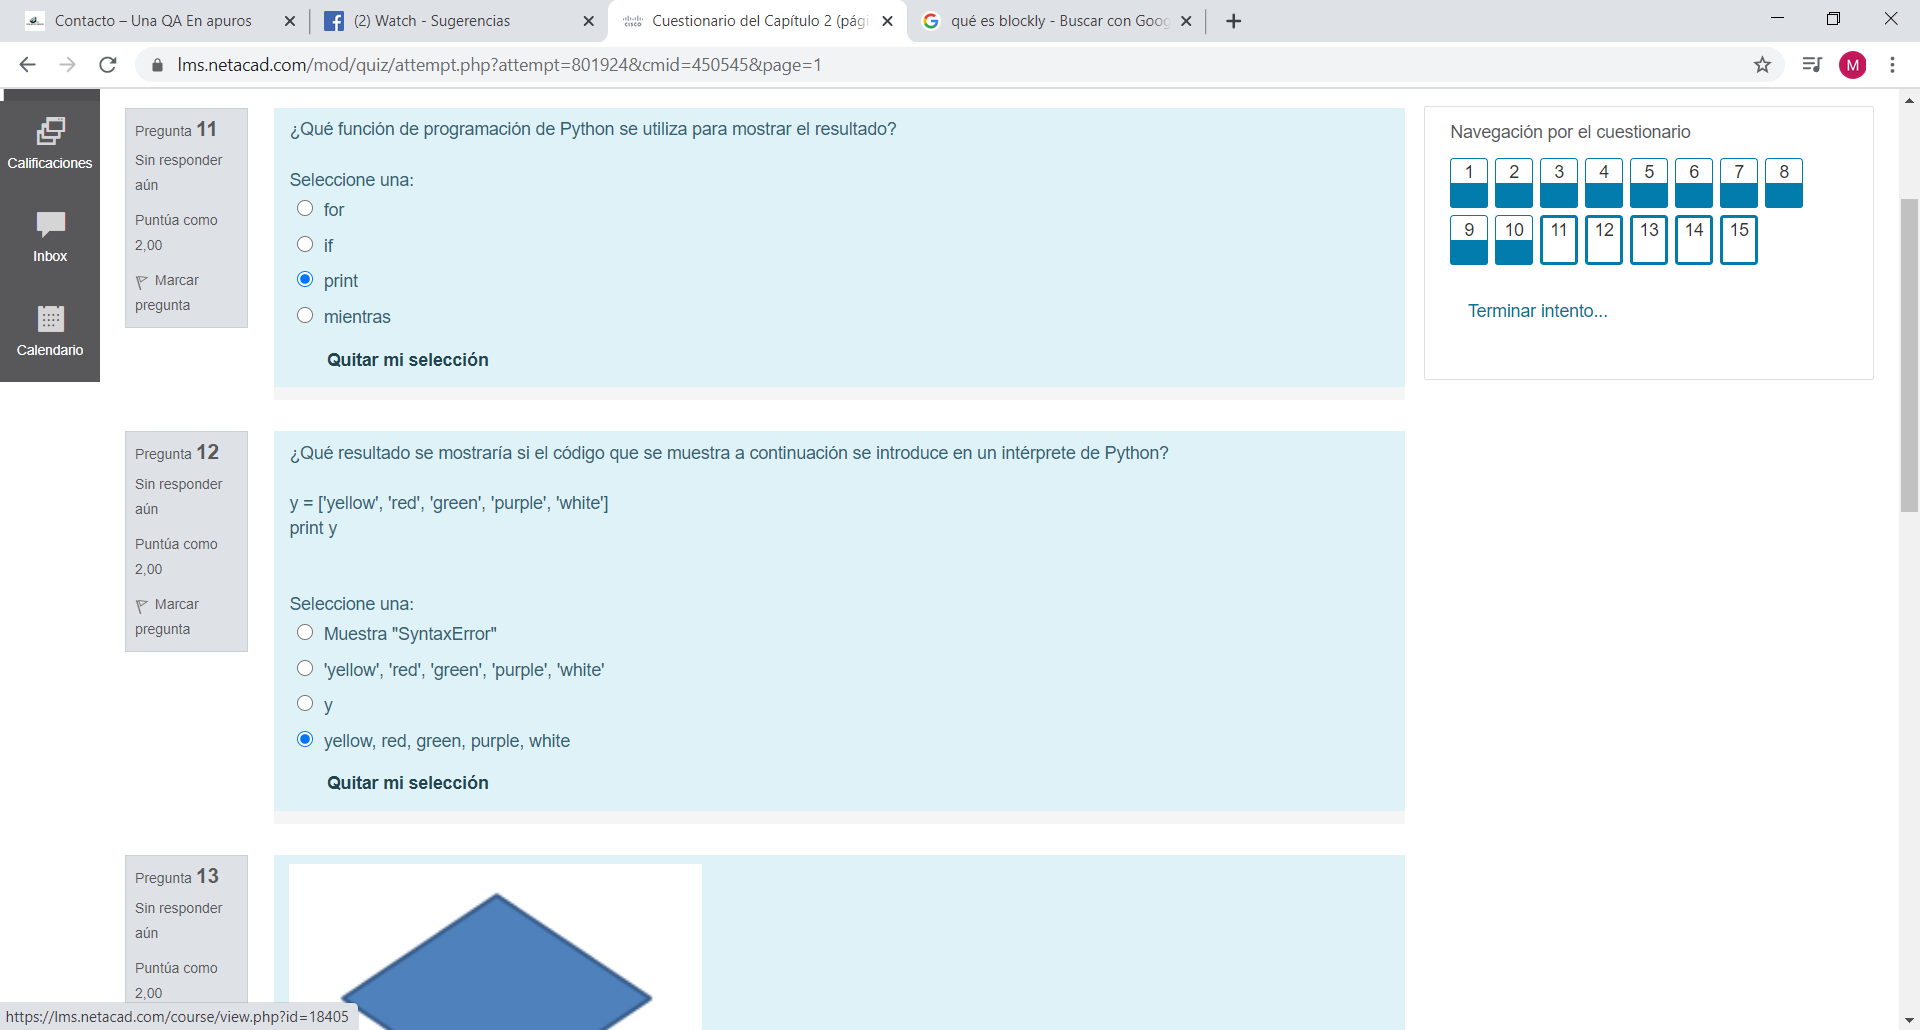 Contacto – Una QA En apuros
(2) Watch - Sugerencias
CISCO
Cuestionario del Capítulo 2 (pági
qué es blockly - Buscar con Goog
lms.netacad.com/mod/quiz/attempt.php?attempt=801924&cmid=450545&page=1
M
Calificaciones
Inbox
Calendario
Pregunta 11
Sin responder
aún
Puntúa como
2,00
Marcar
pregunta
¿Qué función de programación de Python se utiliza para mostrar el resultado?
Seleccione una:
for
if
print
mientras
Quitar mi selección
Pregunta 12
Sin responder
aún
Puntúa como
2,00
Marcar
pregunta
¿Qué resultado se mostraría si el código que se muestra a continuación se introduce en un intérprete de Python?
y = ['yellow', 'red', 'green', 'purple', 'white']
print y
Seleccione una:
Muestra "SyntaxError"
'yellow', 'red', 'green', 'purple', 'white'
y
yellow, red, green, purple, white
Quitar mi selección
Pregunta 13
Sin responder
aún
Puntúa como
2,00
Navegación por el cuestionario
1 2 3 4 5 6 7 8
9 10 11 12 13 14 15
Terminar intento...
https://lms.netacad.com/course/view.php?id=18405